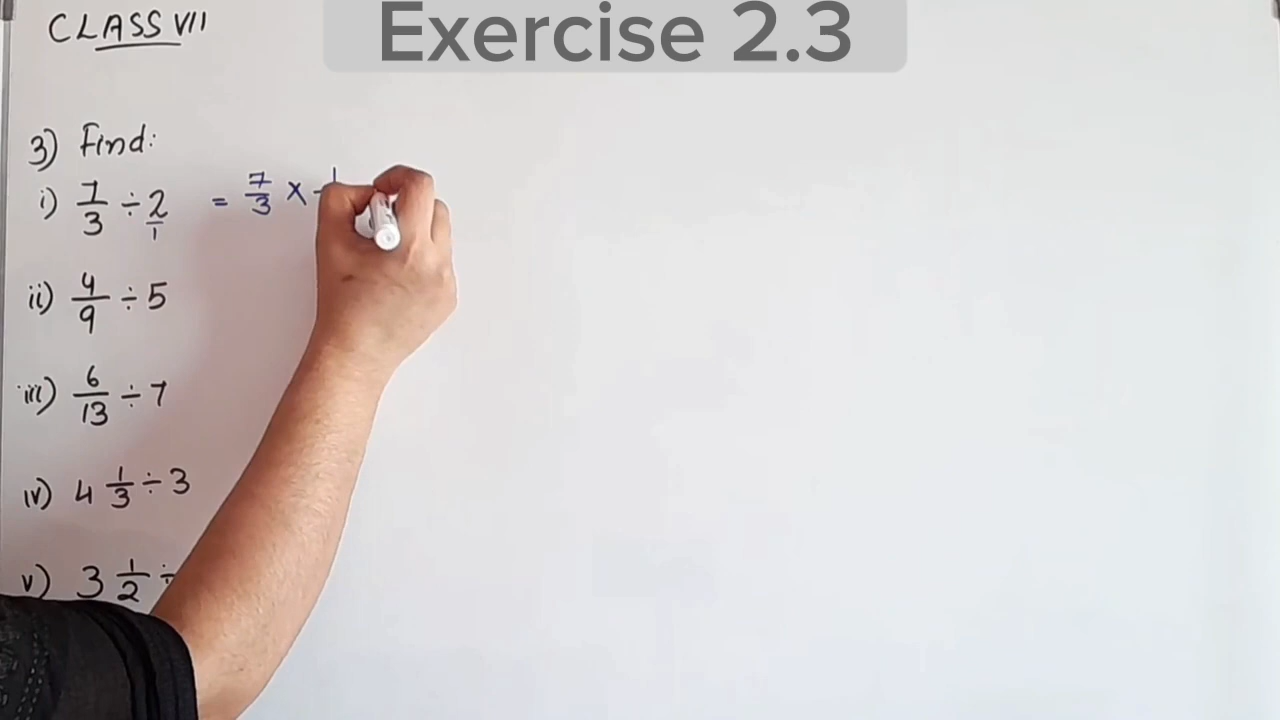 Exercise 2.3
CLASS VII
3) Find:
i) 7/3 ÷ 2/1 = 7/3 × 1
ii) 4/9 ÷ 5
iii) 6/13 ÷ 7
iv) 4 1/3 ÷ 3
v) 3 1/2 ÷